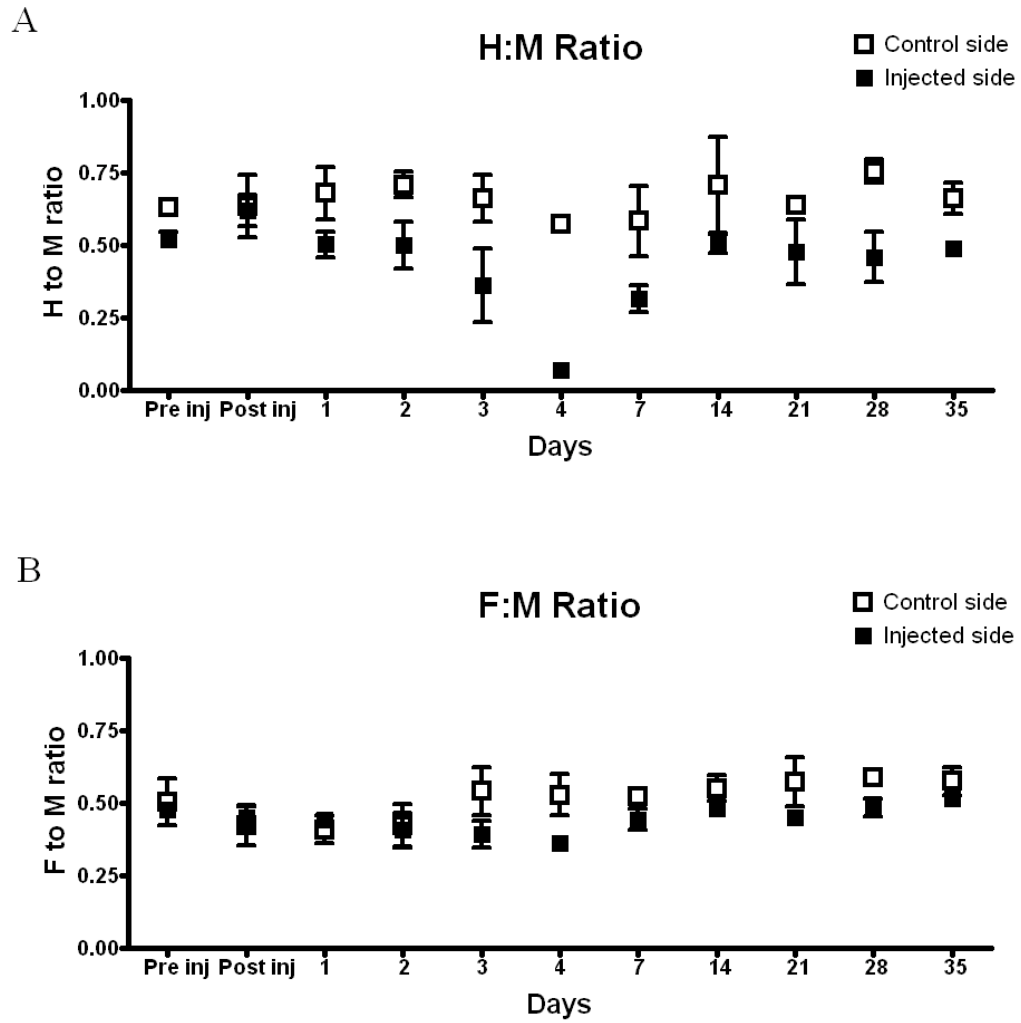 A
H:M Ratio
Control side
Injected side
1.00
0.75
0.50
0.25
0.00
H to M ratio
Pre inj Post inj 1 2 3 4 7 14 21 28 35
Days
B
F:M Ratio
Control side
Injected side
1.00
0.75
0.50
0.25
0.00
F to M ratio
Pre inj Post inj 1 2 3 4 7 14 21 28 35
Days